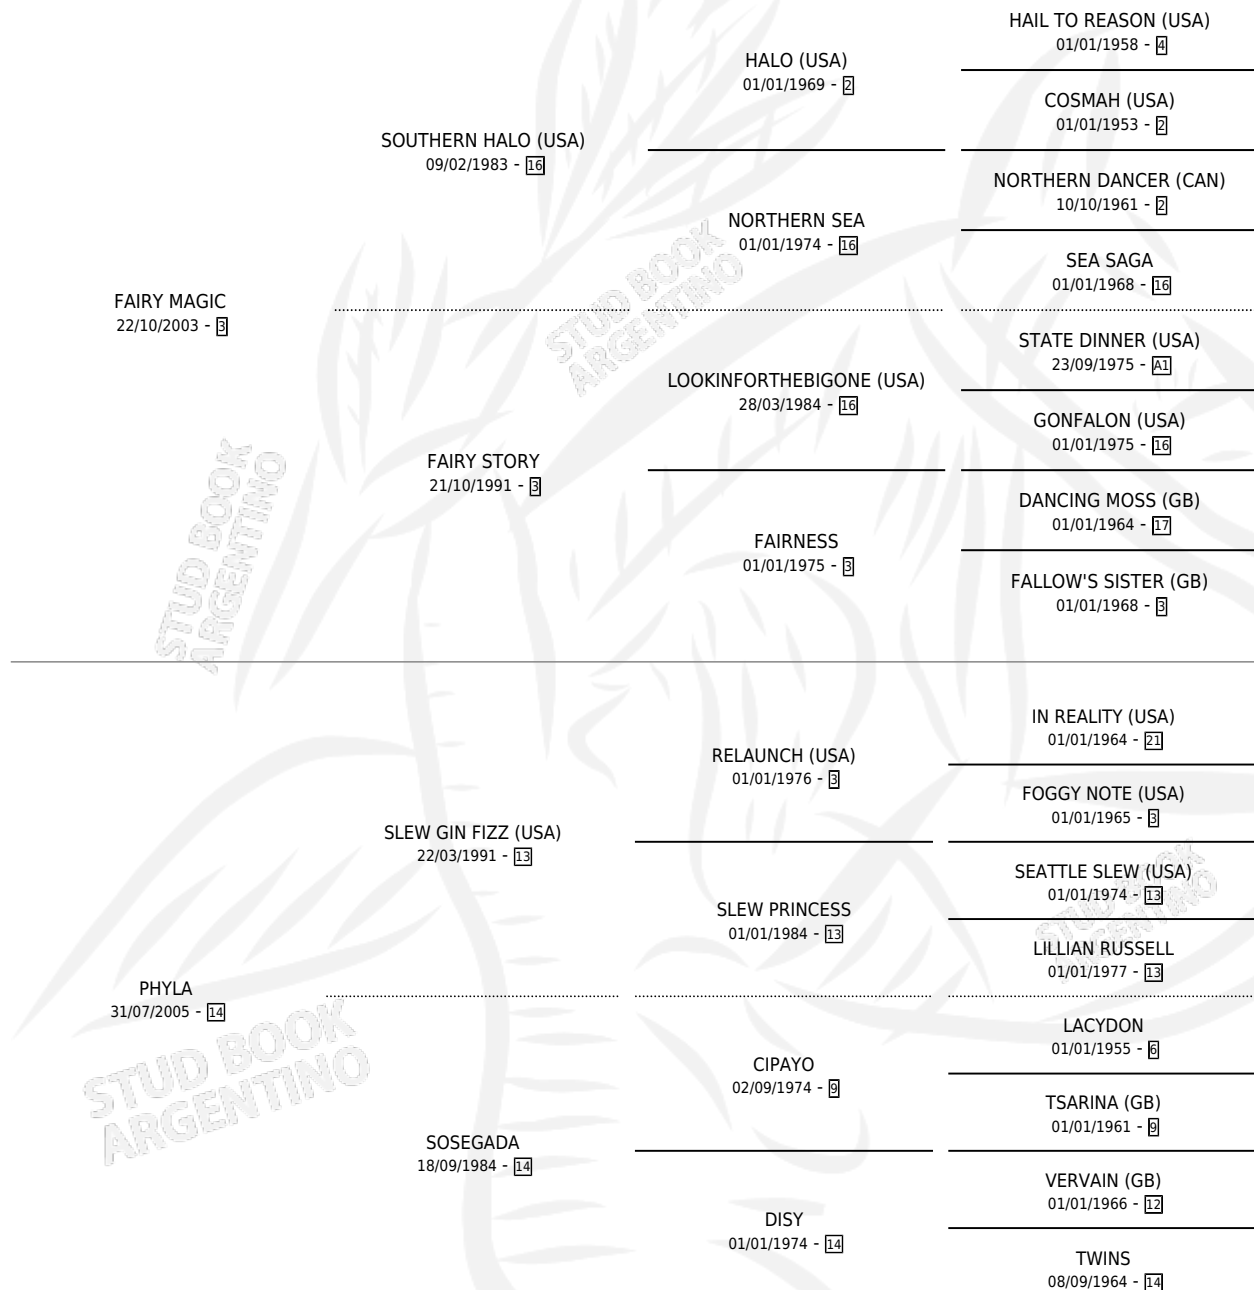 HAIL TO REASON (USA)
01/01/1958 - 4
HALO (USA)
01/01/1969 - 2
COSMAH (USA)
01/01/1953 - 2
SOUTHERN HALO (USA)
09/02/1983 - 16
NORTHERN DANCER (CAN)
10/10/1961 - 2
NORTHERN SEA
01/01/1974 - 16
SEA SAGA
01/01/1968 - 16
FAIRY MAGIC
22/10/2003 - 3
STUD BOOK
ARGENTINO
STATE DINNER (USA)
23/09/1975 - A1
LOOKINFORTHEBIGONE (USA)
28/03/1984 - 16
GONFALON (USA)
01/01/1975 - 16
FAIRY STORY
21/10/1991 - 3
DANCING MOSS (GB)
01/01/1964 - 17
FAIRNESS
01/01/1975 - 3
FALLOW'S SISTER (GB)
01/01/1968 - 3
STUD BOOK
ARGENTINO
IN REALITY (USA)
01/01/1964 - 21
RELAUNCH (USA)
01/01/1976 - 3
FOGGY NOTE (USA)
01/01/1965 - 3
SLEW GIN FIZZ (USA)
22/03/1991 - 13
SEATTLE SLEW (USA)
01/01/1974 - 13
SLEW PRINCESS
01/01/1984 - 13
LILLIAN RUSSELL
01/01/1977 - 13
STUD BOOK
ARGENTINO
PHYLA
31/07/2005 - 14
LACYDON
01/01/1955 - 6
CIPAYO
02/09/1974 - 9
TSARINA (GB)
01/01/1961 - 9
STUD BOOK
ARGENTINO
SOSEGADA
18/09/1984 - 14
VERVAIN (GB)
01/01/1966 - 12
DISY
01/01/1974 - 14
TWINS
08/09/1964 - 14